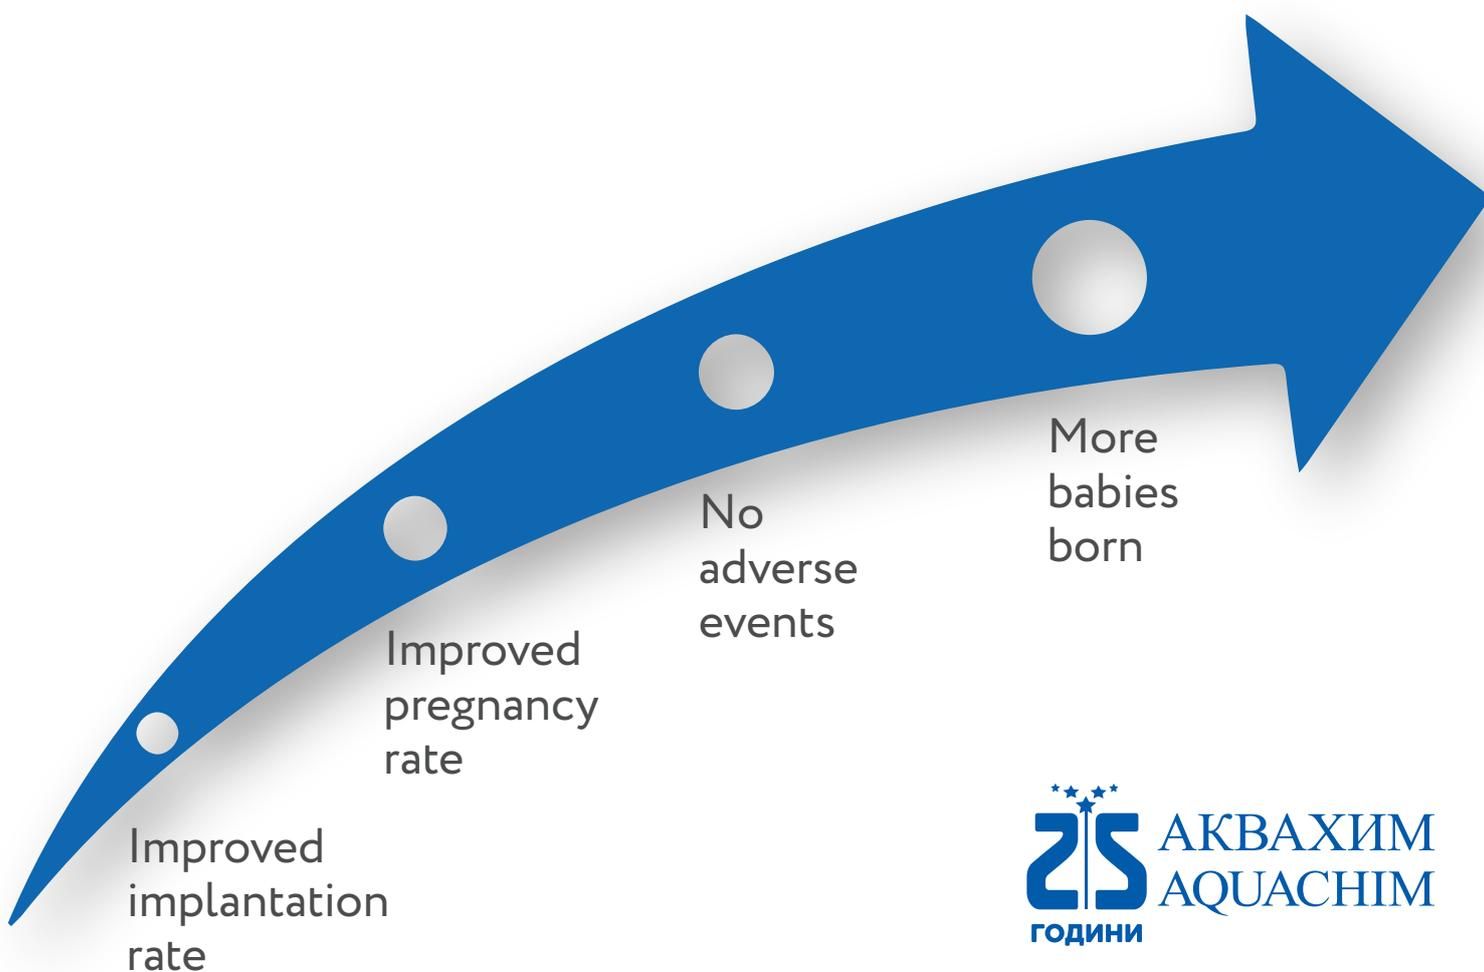 More
babies
born
No
adverse
events
Improved
pregnancy
rate
Improved
implantation
rate
25
АКВАХИМ
AQUACHIM
ГОДИНИ